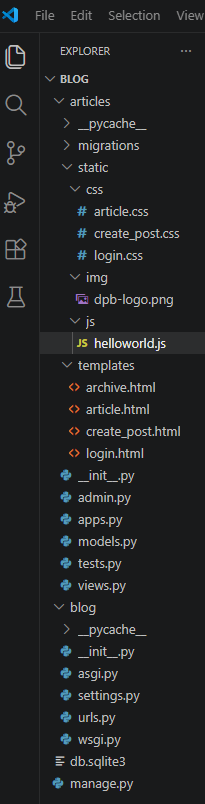 File Edit Selection View
EXPLORER ...
BLOG
articles
__pycache__
migrations
static
css
# article.css
# create_post.css
# login.css
img
dpb-logo.png
js
JS helloworld.js
templates
<> archive.html
<> article.html
<> create_post.html
<> login.html
__init__.py
admin.py
apps.py
models.py
tests.py
views.py
blog
__pycache__
__init__.py
asgi.py
settings.py
urls.py
wsgi.py
db.sqlite3
manage.py